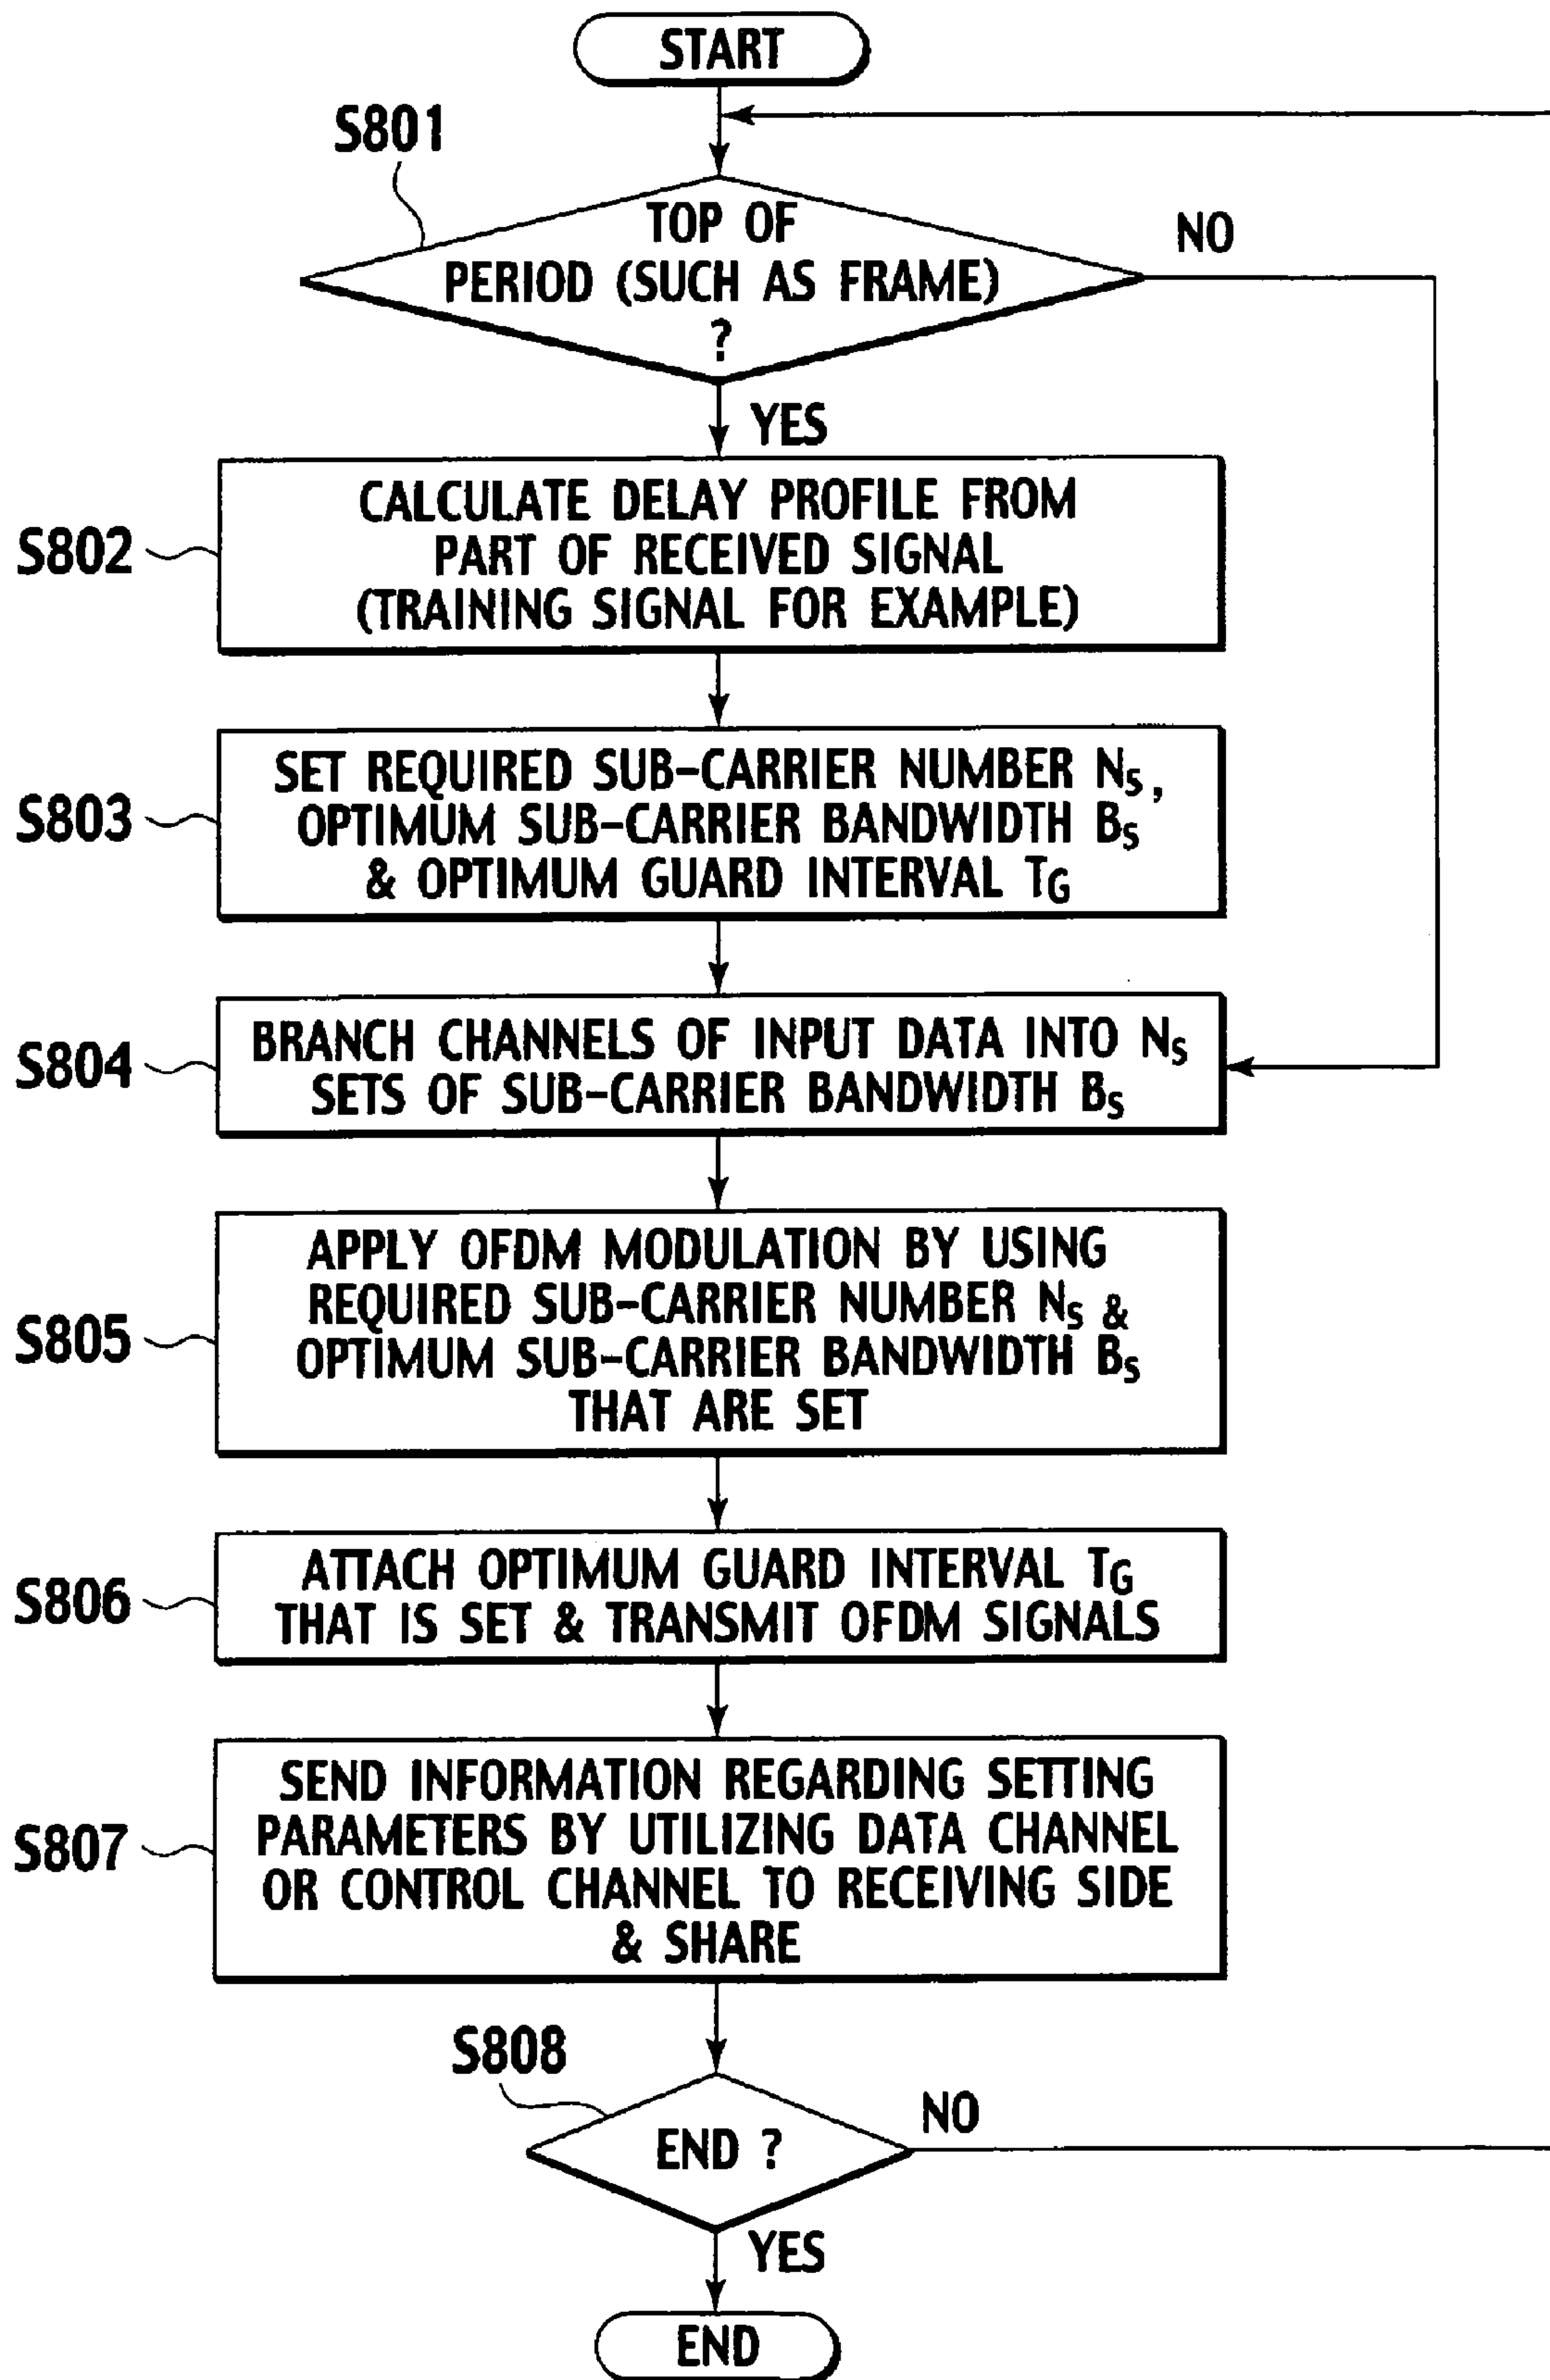 START
S801
TOP OF
PERIOD (SUCH AS FRAME)
?
NO
YES
S802
CALCULATE DELAY PROFILE FROM
PART OF RECEIVED SIGNAL
(TRAINING SIGNAL FOR EXAMPLE)
S803
SET REQUIRED SUB-CARRIER NUMBER NS,
OPTIMUM SUB-CARRIER BANDWIDTH BS
& OPTIMUM GUARD INTERVAL TG
S804
BRANCH CHANNELS OF INPUT DATA INTO NS
SETS OF SUB-CARRIER BANDWIDTH BS
S805
APPLY OFDM MODULATION BY USING
REQUIRED SUB-CARRIER NUMBER NS &
OPTIMUM SUB-CARRIER BANDWIDTH BS
THAT ARE SET
S806
ATTACH OPTIMUM GUARD INTERVAL TG
THAT IS SET & TRANSMIT OFDM SIGNALS
S807
SEND INFORMATION REGARDING SETTING
PARAMETERS BY UTILIZING DATA CHANNEL
OR CONTROL CHANNEL TO RECEIVING SIDE
& SHARE
S808
END ?
NO
YES
END